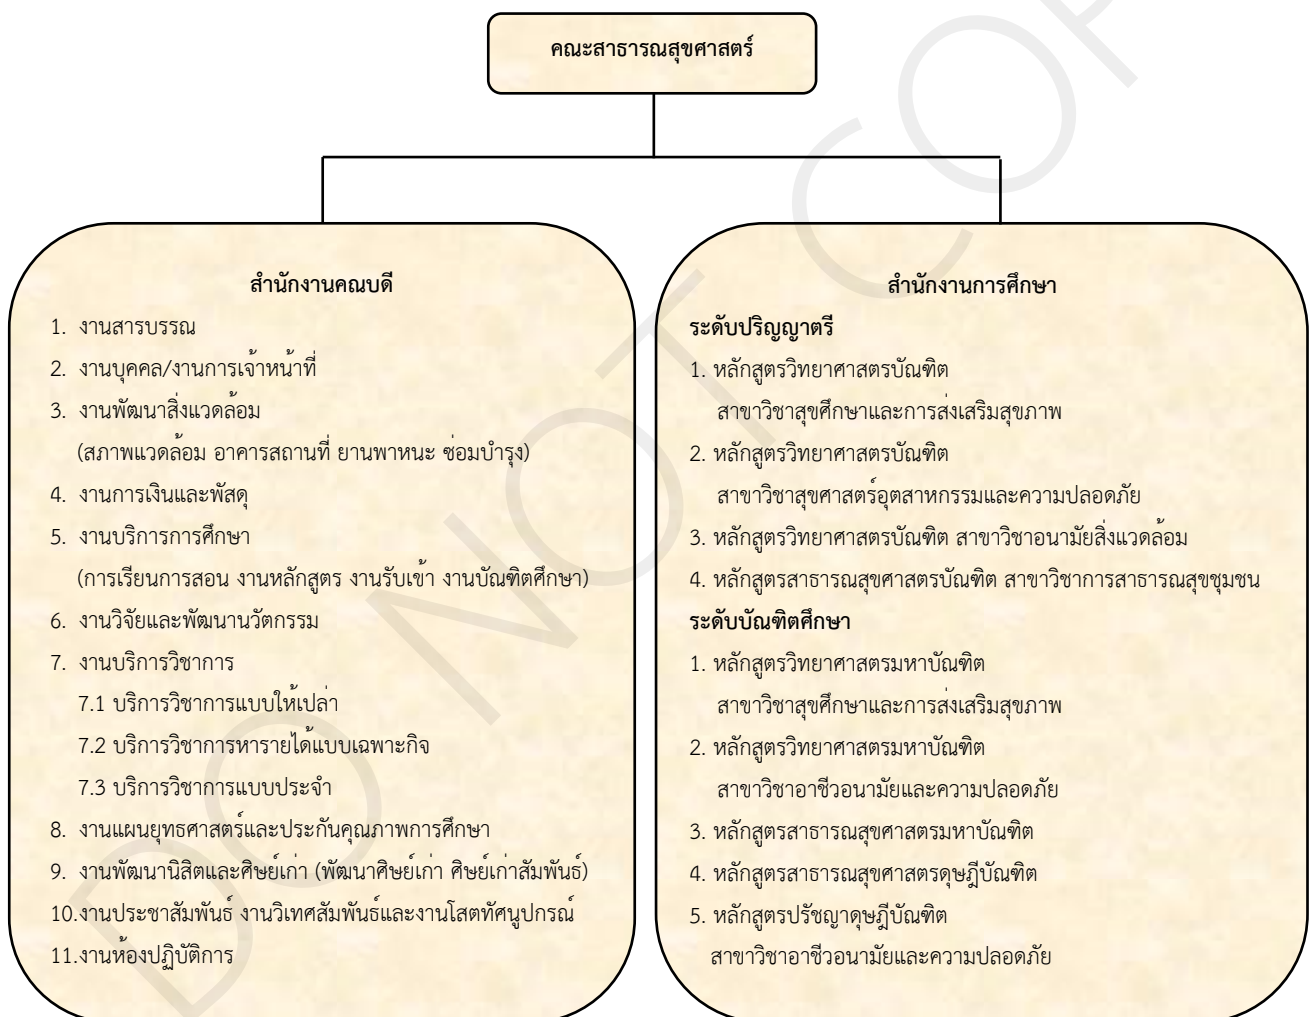 คณะสาธารณสุขศาสตร์
สำนักงานคณบดี
1. งานสารบรรณ
2. งานบุคคล/งานการเจ้าหน้าที่
3. งานพัฒนาสิ่งแวดล้อม
(สภาพแวดล้อม อาคารสถานที่ ยานพาหนะ ซ่อมบำรุง)
4. งานการเงินและพัสดุ
5. งานบริการการศึกษา
(การเรียนการสอน งานหลักสูตร งานรับเข้า งานบัณฑิตศึกษา)
6. งานวิจัยและพัฒนานวัตกรรม
7. งานบริการวิชาการ
7.1 บริการวิชาการแบบให้เปล่า
7.2 บริการวิชาการหารายได้แบบเฉพาะกิจ
7.3 บริการวิชาการแบบประจำ
8. งานแผนยุทธศาสตร์และประกันคุณภาพการศึกษา
9. งานพัฒนานิสิตและศิษย์เก่า (พัฒนาศิษย์เก่า ศิษย์เก่าสัมพันธ์)
10.งานประชาสัมพันธ์ งานวิเทศสัมพันธ์และงานโสตทัศนูปกรณ์
11.งานห้องปฏิบัติการ
สำนักงานการศึกษา
ระดับปริญญาตรี
1. หลักสูตรวิทยาศาสตรบัณฑิต
สาขาวิชาสุขศึกษาและการส่งเสริมสุขภาพ
2. หลักสูตรวิทยาศาสตรบัณฑิต
สาขาวิชาสุขศาสตร์อุตสาหกรรมและความปลอดภัย
3. หลักสูตรวิทยาศาสตรบัณฑิต สาขาวิชาอนามัยสิ่งแวดล้อม
4. หลักสูตรสาธารณสุขศาสตรบัณฑิต สาขาวิชาการสาธารณสุขชุมชน
ระดับบัณฑิตศึกษา
1. หลักสูตรวิทยาศาสตรมหาบัณฑิต
สาขาวิชาสุขศึกษาและการส่งเสริมสุขภาพ
2. หลักสูตรวิทยาศาสตรมหาบัณฑิต
สาขาวิชาอาชีวอนามัยและความปลอดภัย
3. หลักสูตรสาธารณสุขศาสตรมหาบัณฑิต
4. หลักสูตรสาธารณสุขศาสตรดุษฎีบัณฑิต
5. หลักสูตรปรัชญาดุษฎีบัณฑิต
สาขาวิชาอาชีวอนามัยและความปลอดภัย
DO NOT COP